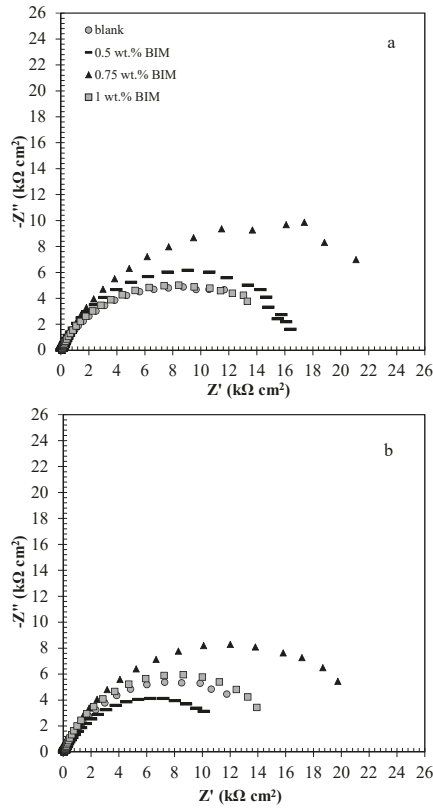 26
24
22
20
18
16
14
12
10
8
6
4
2
0
-Z" (kΩ cm²)
blank
0.5 wt.% BIM
0.75 wt.% BIM
1 wt.% BIM
a
0 2 4 6 8 10 12 14 16 18 20 22 24 26
Z' (kΩ cm²)
26
24
22
20
18
16
14
12
10
8
6
4
2
0
-Z" (kΩ cm²)
b
0 2 4 6 8 10 12 14 16 18 20 22 24 26
Z' (kΩ cm²)